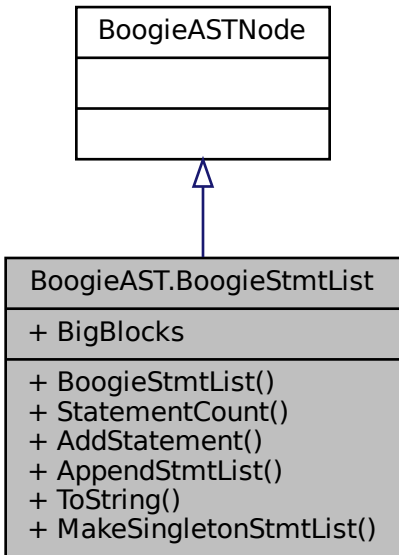 BoogieASTNode
BoogieAST.BoogieStmtList
+ BigBlocks
+ BoogieStmtList()
+ StatementCount()
+ AddStatement()
+ AppendStmtList()
+ ToString()
+ MakeSingletonStmtList()